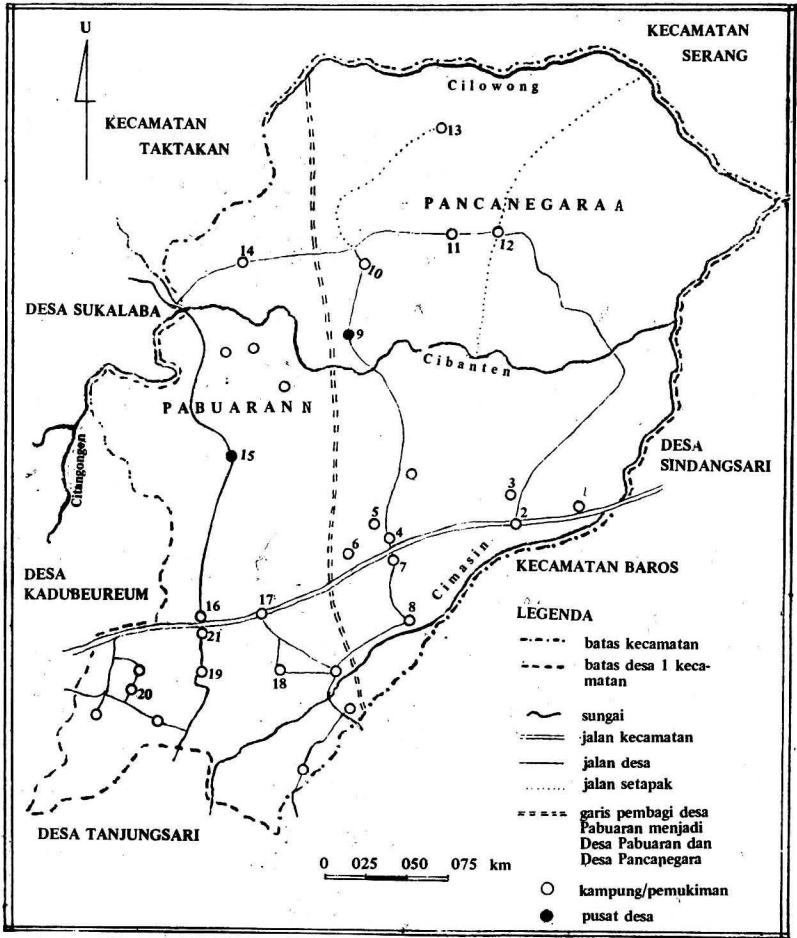 U
KECAMATAN
SERANG
Cilowong
KECAMATAN
TAKTAKAN
13
PANCANEGARAA
14
11
12
10
DESA SUKALABA
9
Cibanten
PABUARANN
15
Citangongen
DESA
SINDANGSARI
3
1
5
2
4
6
7
Cimasin
KECAMATAN BAROS
DESA
KADUBEUREUM
17
16
8
21
18
19
20
DESA TANJUNGSARI
LEGENDA
batas kecamatan
batas desa 1 keca-
matan
sungai
jalan kecamatan
jalan desa
jalan setapak
garis pembagi desa
Pabuaran menjadi
Desa Pabuaran dan
Desa Pancanegara
0 025 050 075 km
kampung/pemukiman
pusat desa